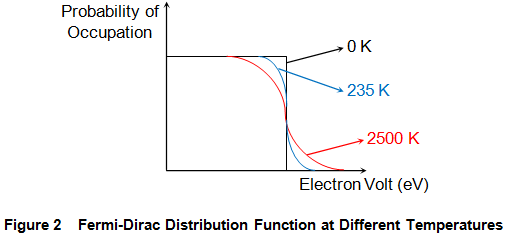 Probability of
Occupation
0 K
235 K
2500 K
Electron Volt (eV)
Figure 2 Fermi-Dirac Distribution Function at Different Temperatures